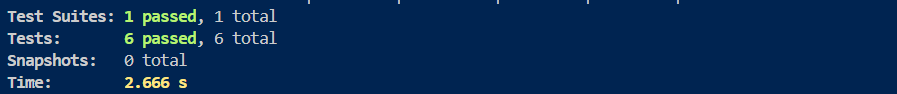 Test Suites: 1 passed, 1 total
Tests:       6 passed, 6 total
Snapshots:   0 total
Time:        2.666 s